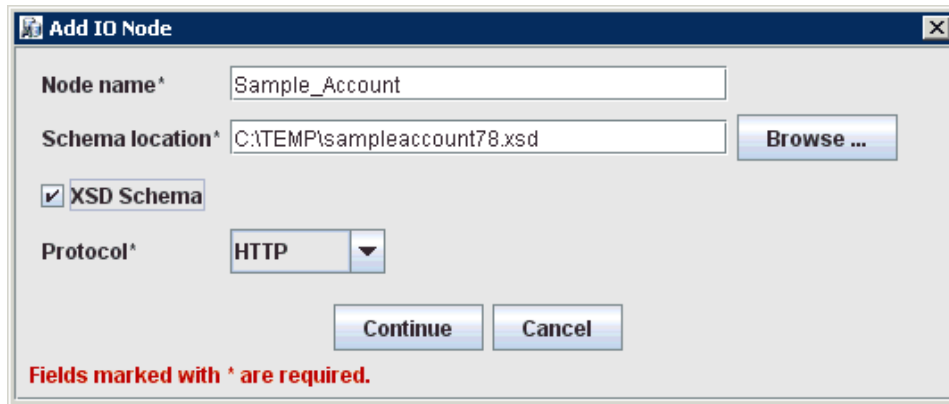 Add IO Node
Node name* Sample_Account
Schema location* C:\TEMP\sampleaccount78.xsd Browse ...
XSD Schema
Protocol* HTTP
Continue Cancel
Fields marked with * are required.